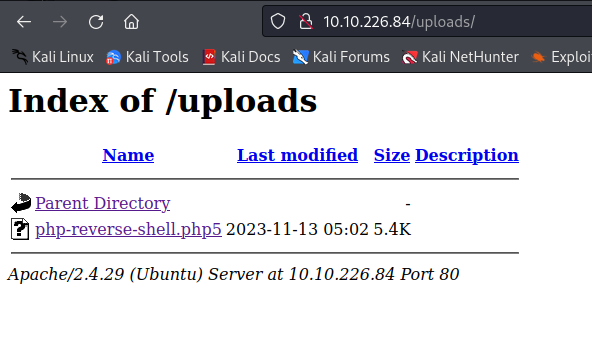 10.10.226.84/uploads/
Kali Linux Kali Tools Kali Docs Kali Forums Kali NetHunter Exploi
Index of /uploads
Name Last modified Size Description
Parent Directory -
php-reverse-shell.php5 2023-11-13 05:02 5.4K
Apache/2.4.29 (Ubuntu) Server at 10.10.226.84 Port 80